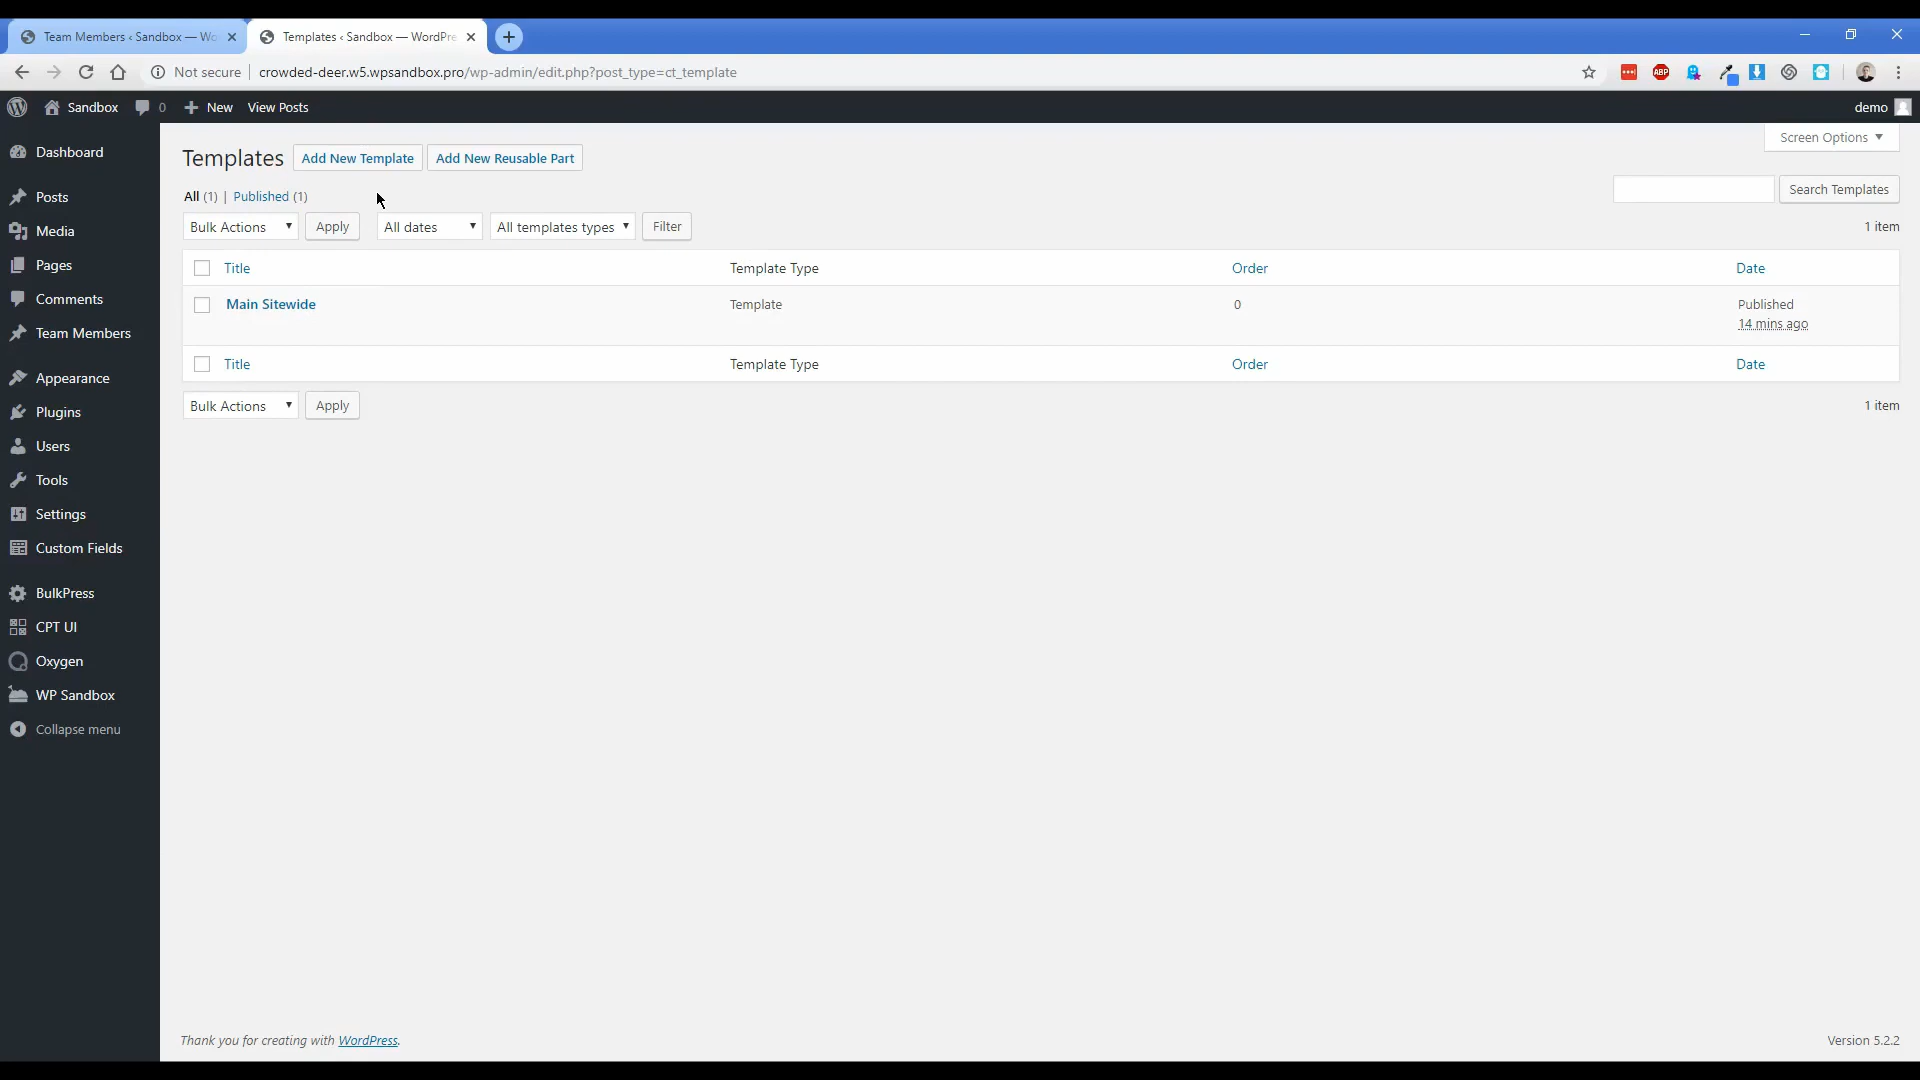 Team Members ‹ Sandbox — Wo
Templates ‹ Sandbox — WordPre
Not secure
crowded-deer.w5.wpsandbox.pro/wp-admin/edit.php?post_type=ct_template
ABP
Sandbox
0
New
View Posts
demo
Dashboard
Posts
Media
Pages
Comments
Team Members
Appearance
Plugins
Users
Tools
Settings
Custom Fields
BulkPress
CPT UI
Oxygen
WP Sandbox
Collapse menu
Screen Options
Templates
Add New Template
Add New Reusable Part
All (1) | Published (1)
Search Templates
Bulk Actions
Apply
All dates
All templates types
Filter
1 item
Title
Template Type
Order
Date
Main Sitewide
Template
0
Published
14 mins ago
Title
Template Type
Order
Date
Bulk Actions
Apply
1 item
Thank you for creating with WordPress.
Version 5.2.2